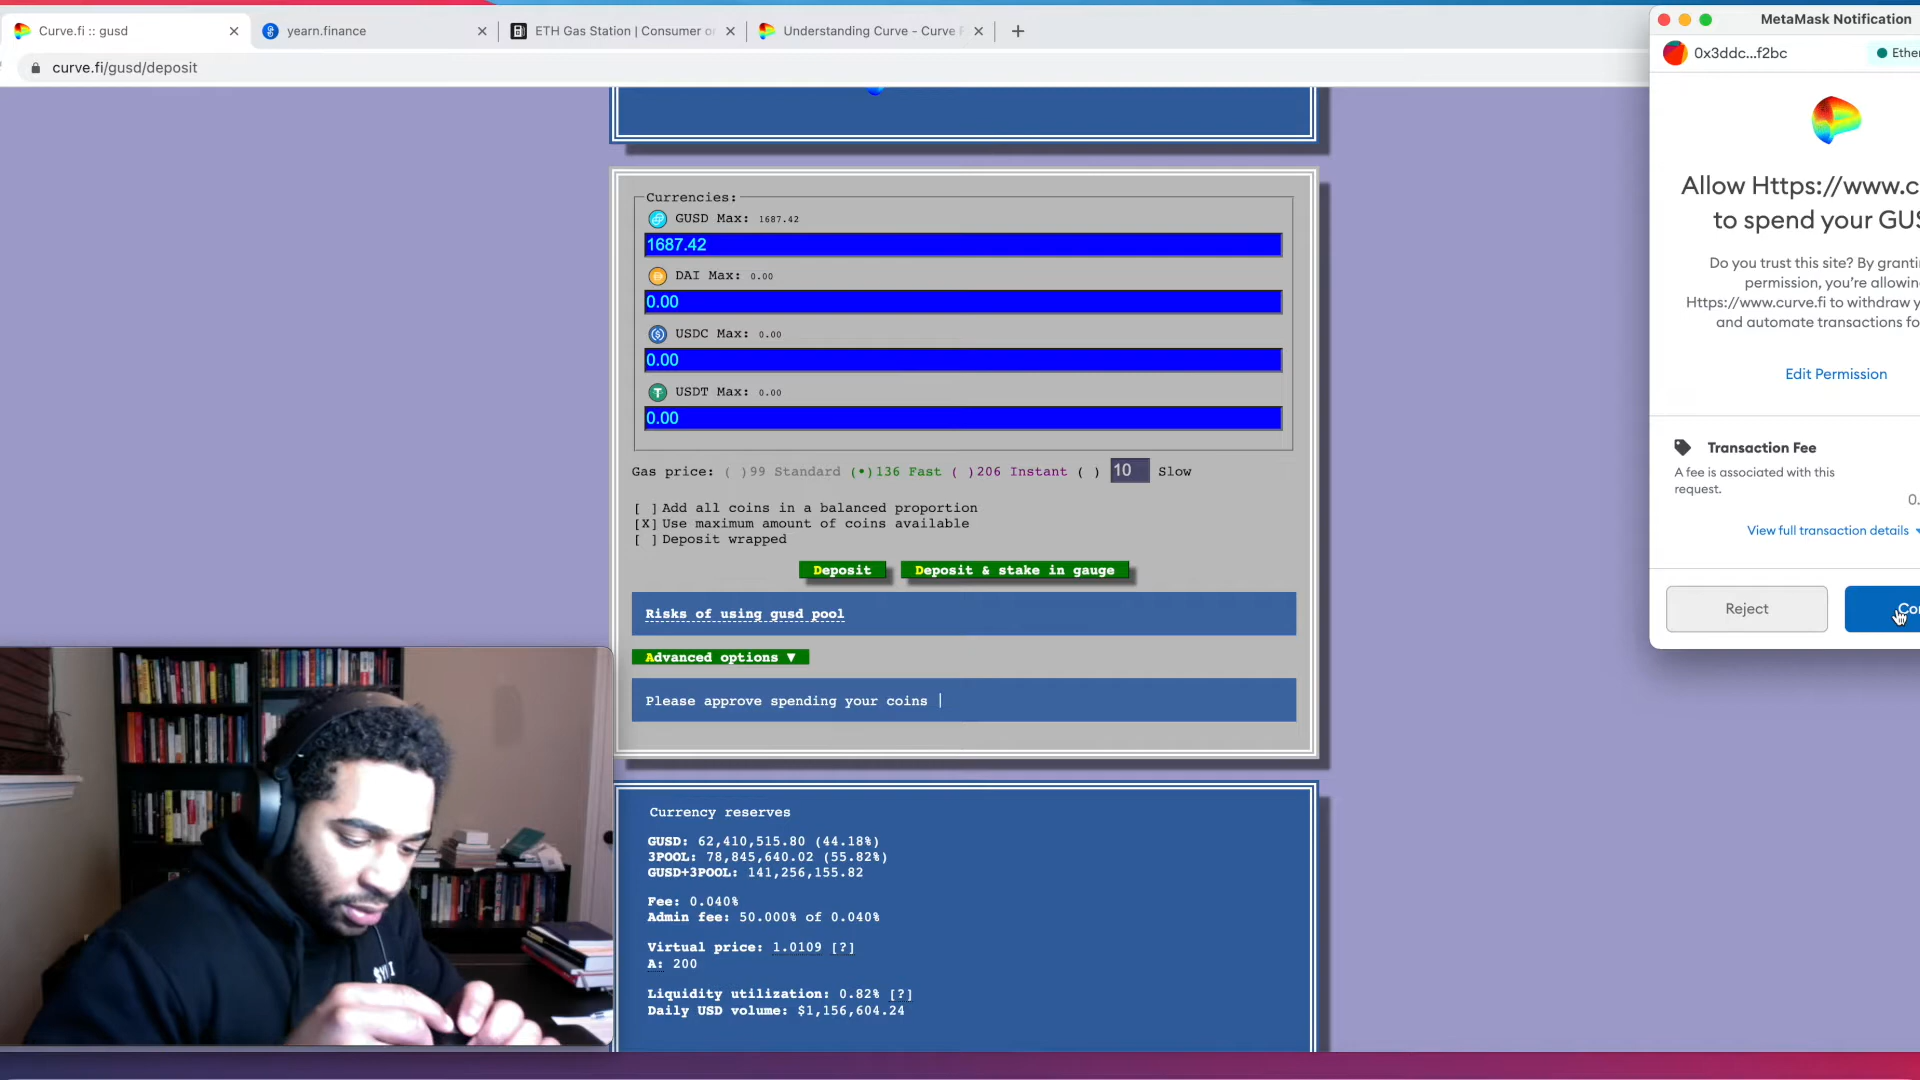 Curve.fi :: gusd
yearn.finance
ETH Gas Station | Consumer o
Understanding Curve – Curve F
curve.fi/gusd/deposit
Currencies:
GUSD Max: 1687.42
1687.42
DAI Max: 0.00
0.00
USDC Max: 0.00
0.00
USDT Max: 0.00
0.00
Gas price: ( )99 Standard (•)136 Fast ( )206 Instant ( ) 10 Slow
[ ]Add all coins in a balanced proportion
[X]Use maximum amount of coins available
[ ]Deposit wrapped
Deposit
Deposit & stake in gauge
Risks of using gusd pool
Advanced options ▼
Please approve spending your coins |
Currency reserves
GUSD: 62,410,515.80 (44.18%)
3POOL: 78,845,640.02 (55.82%)
GUSD+3POOL: 141,256,155.82
Fee: 0.040%
Admin fee: 50.000% of 0.040%
Virtual price: 1.0109 [?]
A: 200
Liquidity utilization: 0.82% [?]
Daily USD volume: $1,156,604.24
MetaMask Notification
0x3ddc...f2bc
Ether
Allow Https://www.c
to spend your GUS
Do you trust this site? By granti
permission, you're allowing
Https://www.curve.fi to withdraw y
and automate transactions fo
Edit Permission
Transaction Fee
A fee is associated with this
request.
0.
View full transaction details
Reject
Co